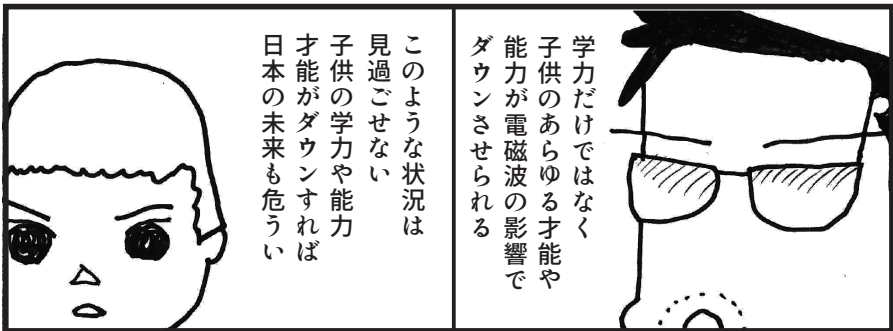 学力だけではなく
子供のあらゆる才能や
能力が電磁波の影響で
ダウンさせられる
このような状況は
見過ごせない
子供の学力や能力
才能がダウンすれば
日本の未来も危うい